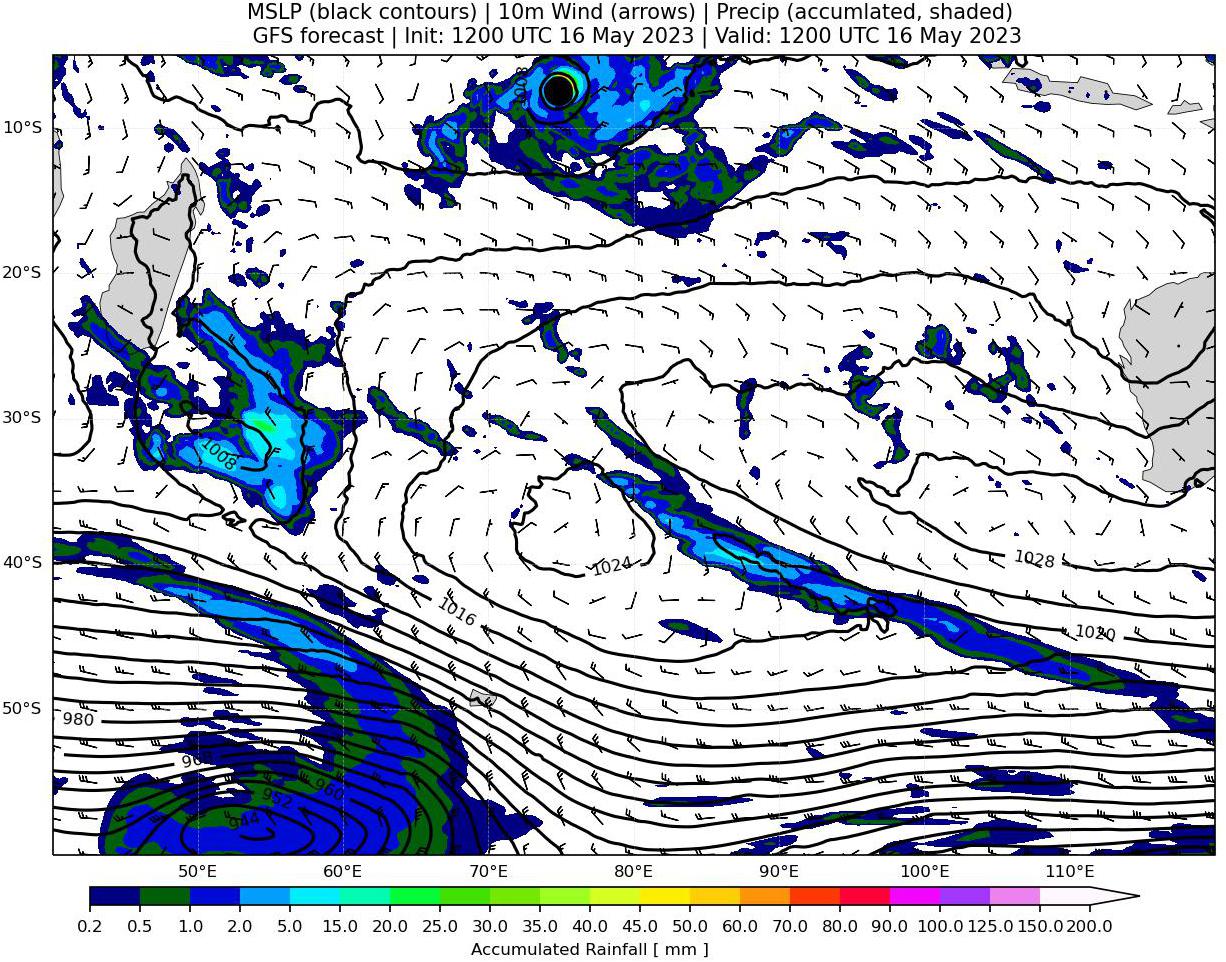 MSLP (black contours) | 10m Wind (arrows) | Precip (accumlated, shaded)
GFS forecast | Init: 1200 UTC 16 May 2023 | Valid: 1200 UTC 16 May 2023
1008
10°S
20°S
30°S
1008
40°S
1024
1028
1016
1020
50°S
980
960
952
944
50°E 60°E 70°E 80°E 90°E 100°E 110°E
0.2 0.5 1.0 2.0 5.0 10.0 15.0 20.0 25.0 30.0 35.0 40.0 45.0 50.0 60.0 70.0 80.0 90.0 100.0 125.0 150.0 200.0
Accumulated Rainfall [ mm ]